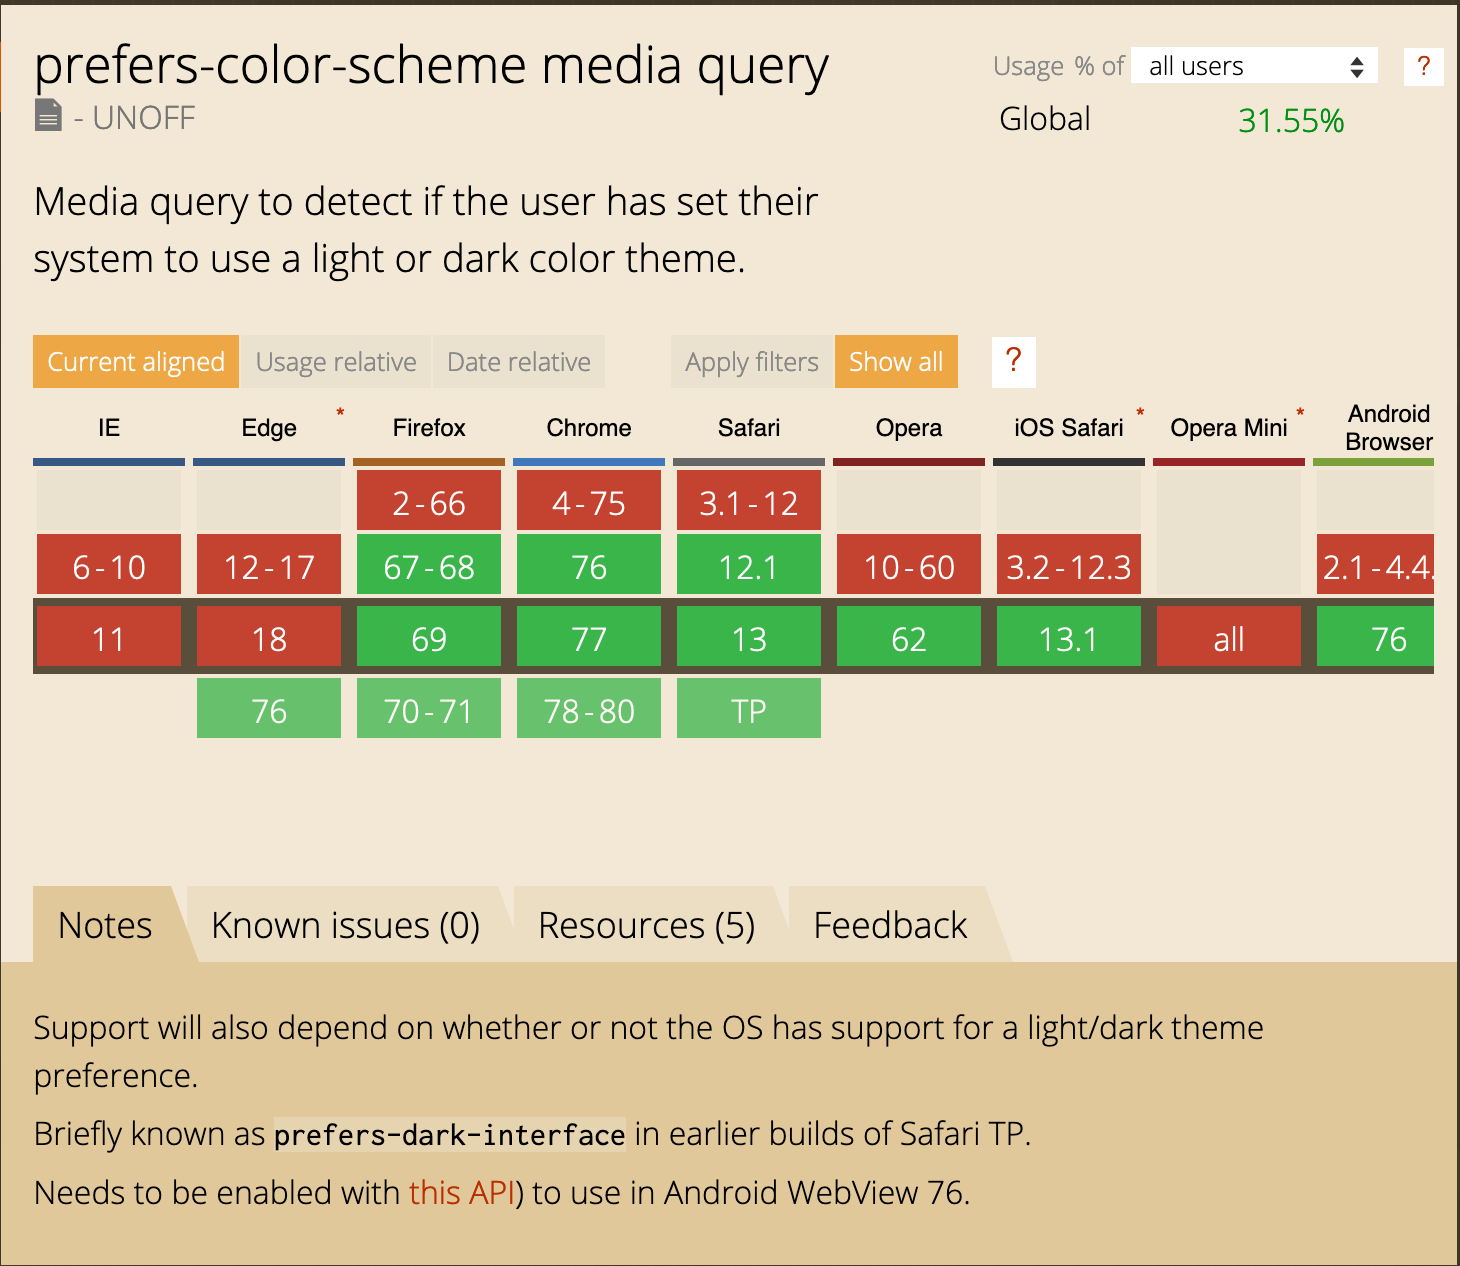 prefers-color-scheme media query
- UNOFF
Usage % of all users ?
Global 31.55%
Media query to detect if the user has set their
system to use a light or dark color theme.
Current aligned Usage relative Date relative Apply filters Show all ?
IE Edge * Firefox Chrome Safari Opera iOS Safari * Opera Mini * Android Browser
2-66 4-75 3.1-12
6-10 12-17 67-68 76 12.1 10-60 3.2-12.3 2.1-4.4.
11 18 69 77 13 62 13.1 all 76
76 70-71 78-80 TP
Notes Known issues (0) Resources (5) Feedback
Support will also depend on whether or not the OS has support for a light/dark theme
preference.
Briefly known as prefers-dark-interface in earlier builds of Safari TP.
Needs to be enabled with this API) to use in Android WebView 76.